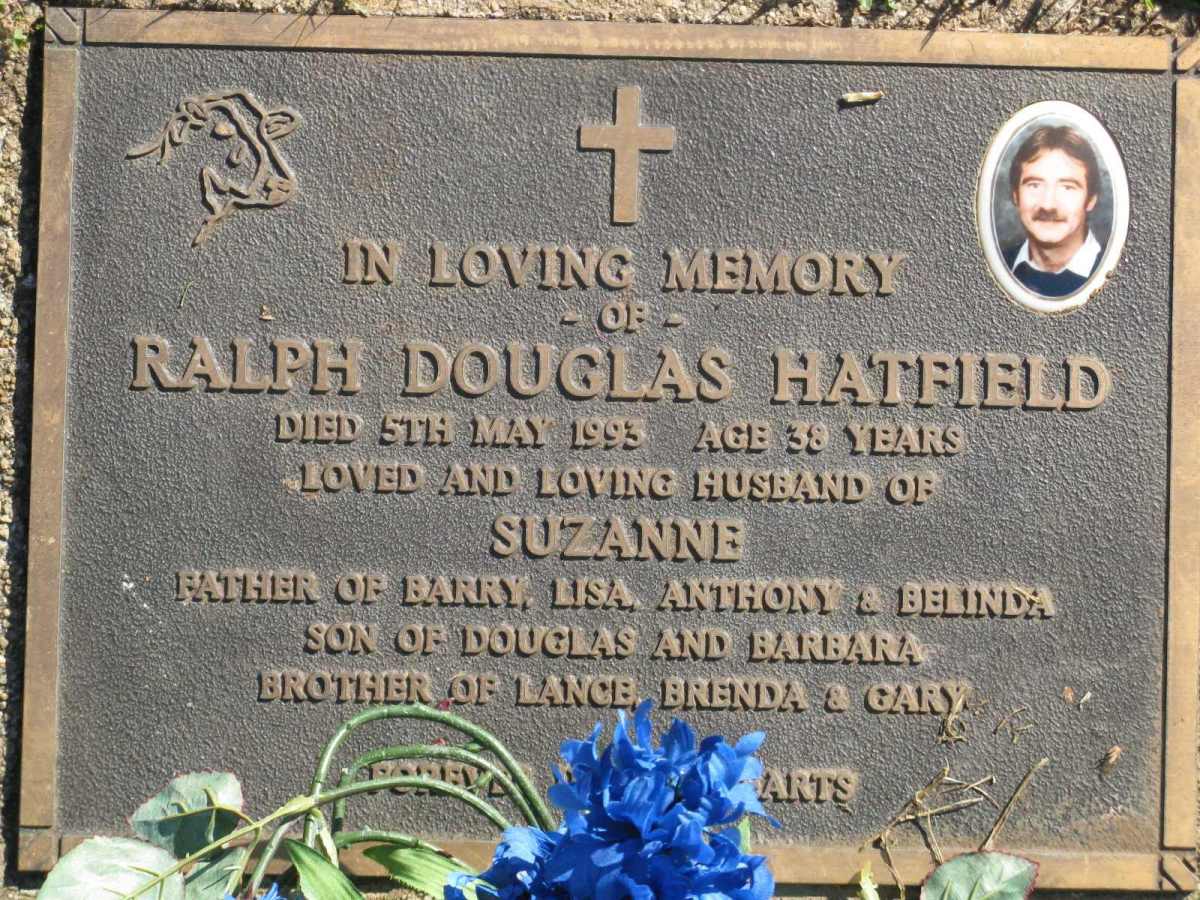 IN LOVING MEMORY
- OF -
RALPH DOUGLAS HATFIELD
DIED 5TH MAY 1993 AGE 38 YEARS
LOVED AND LOVING HUSBAND OF
SUZANNE
FATHER OF BARRY, LISA, ANTHONY & BELINDA
SON OF DOUGLAS AND BARBARA
BROTHER OF LANCE, BRENDA & GARY